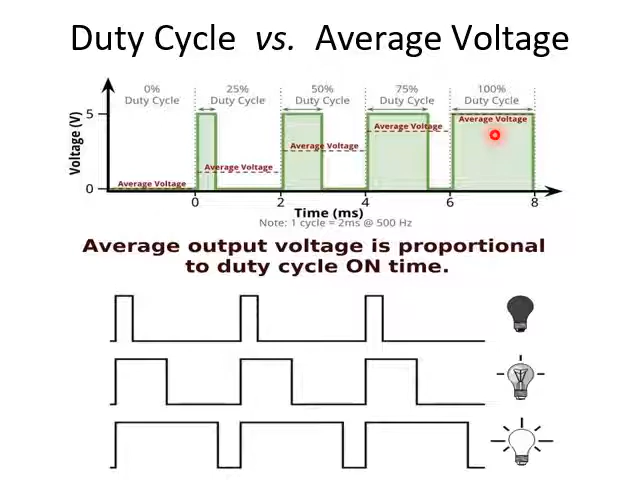 Duty Cycle vs. Average Voltage
0% 25% 50% 75% 100%
Duty Cycle Duty Cycle Duty Cycle Duty Cycle Duty Cycle
5
Average Voltage
Average Voltage
Average Voltage
Average Voltage
Average Voltage
Voltage (V)
0
0 2 4 6 8
Time (ms)
Note: 1 cycle = 2ms @ 500 Hz
Average output voltage is proportional
to duty cycle ON time.